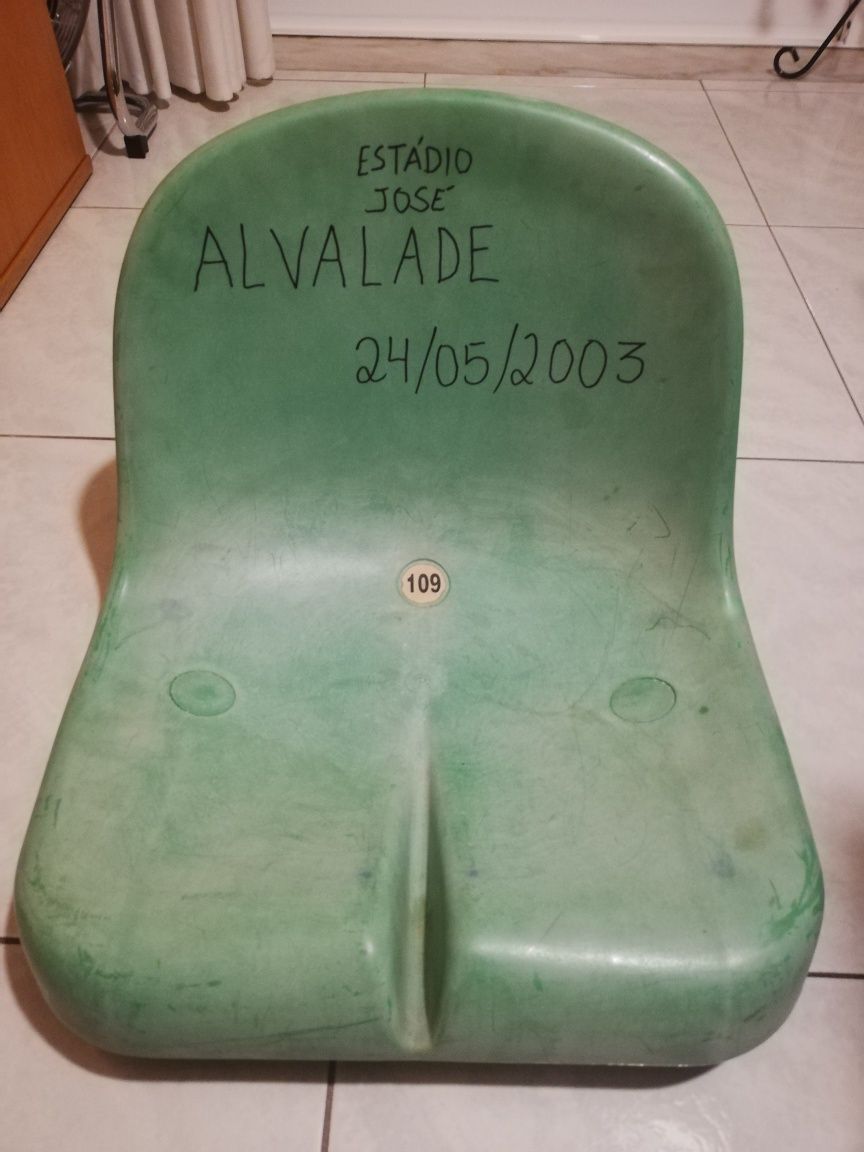 ESTÁDIO
JOSÉ
ALVALADE
24/05/2003
109